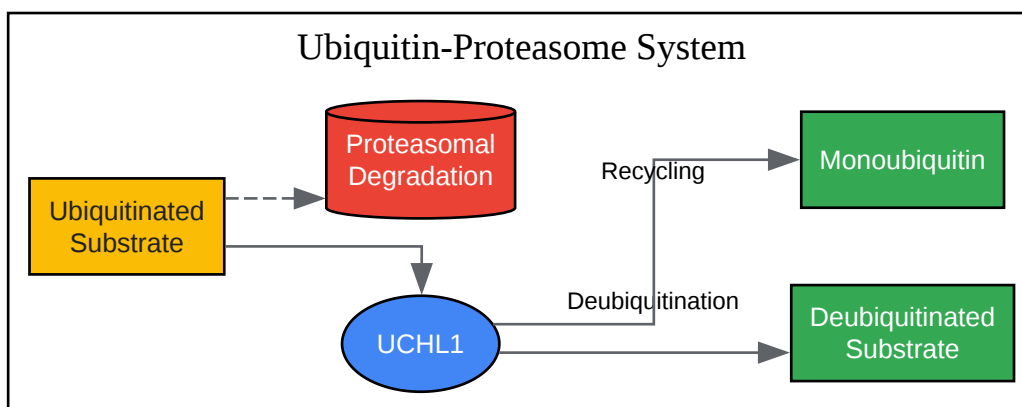 Ubiquitin-Proteasome System
Proteasomal
Degradation
Monoubiquitin
Recycling
Ubiquitinated
Substrate
Deubiquitination
Deubiquitinated
Substrate
UCHL1